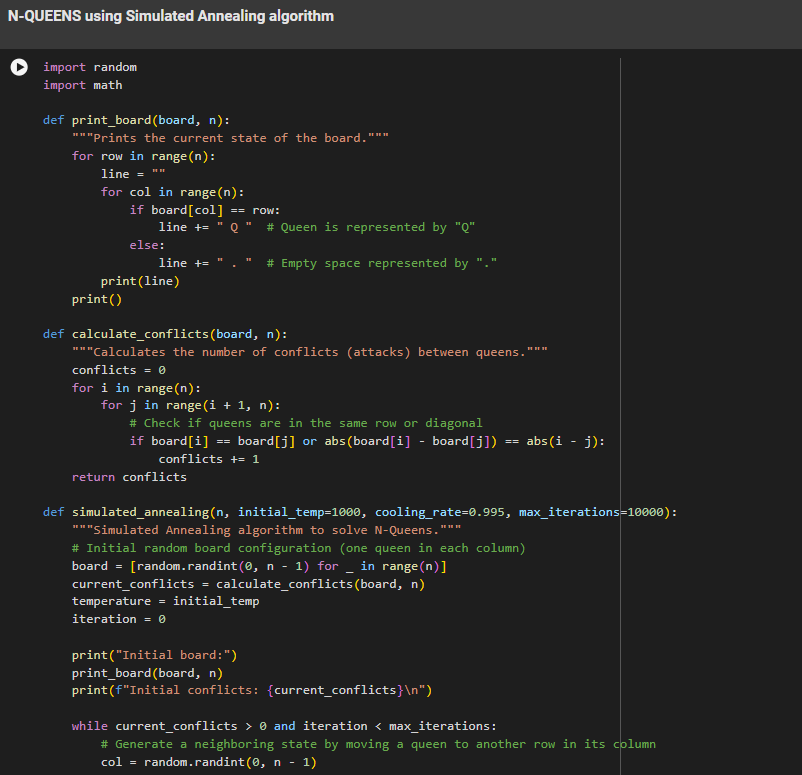 N-QUEENS using Simulated Annealing algorithm
import random
import math

def print_board(board, n):
    """Prints the current state of the board."""
    for row in range(n):
        line = ""
        for col in range(n):
            if board[col] == row:
                line += " Q "  # Queen is represented by "Q"
            else:
                line += " . "  # Empty space represented by "."
        print(line)
    print()

def calculate_conflicts(board, n):
    """Calculates the number of conflicts (attacks) between queens."""
    conflicts = 0
    for i in range(n):
        for j in range(i + 1, n):
            # Check if queens are in the same row or diagonal
            if board[i] == board[j] or abs(board[i] - board[j]) == abs(i - j):
                conflicts += 1
    return conflicts

def simulated_annealing(n, initial_temp=1000, cooling_rate=0.995, max_iterations=10000):
    """Simulated Annealing algorithm to solve N-Queens."""
    # Initial random board configuration (one queen in each column)
    board = [random.randint(0, n - 1) for _ in range(n)]
    current_conflicts = calculate_conflicts(board, n)
    temperature = initial_temp
    iteration = 0

    print("Initial board:")
    print_board(board, n)
    print(f"Initial conflicts: {current_conflicts}\n")

    while current_conflicts > 0 and iteration < max_iterations:
        # Generate a neighboring state by moving a queen to another row in its column
        col = random.randint(0, n - 1)